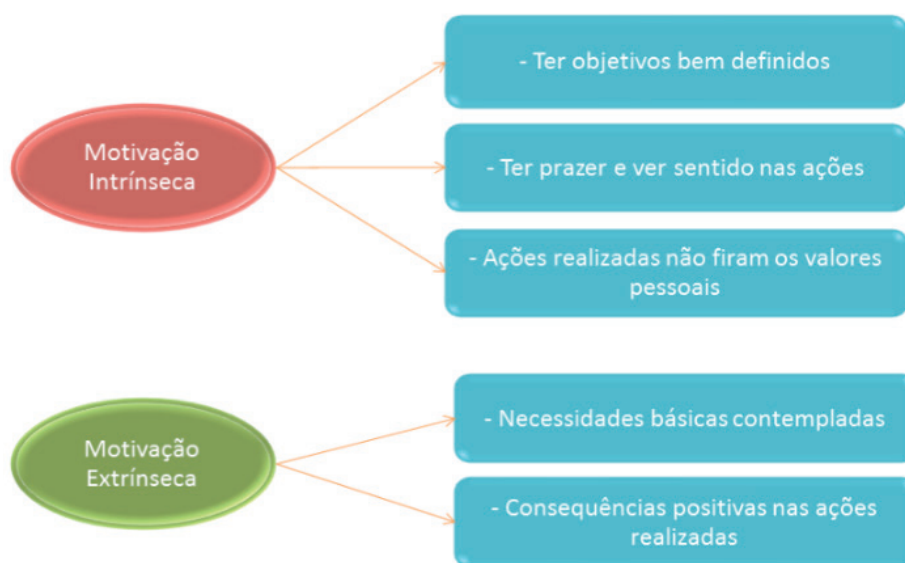 Motivação
Intrínseca
- Ter objetivos bem definidos
- Ter prazer e ver sentido nas ações
- Ações realizadas não firam os valores
pessoais
Motivação
Extrínseca
- Necessidades básicas contempladas
- Consequências positivas nas ações
realizadas